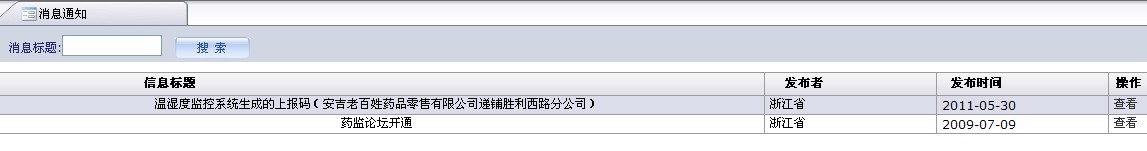 消息通知
消息标题: 搜 索
信息标题 发布者 发布时间 操作
温湿度监控系统生成的上报码（安吉老百姓药品零售有限公司递铺胜利西路分公司） 浙江省 2011-05-30 查看
药监论坛开通 浙江省 2009-07-09 查看